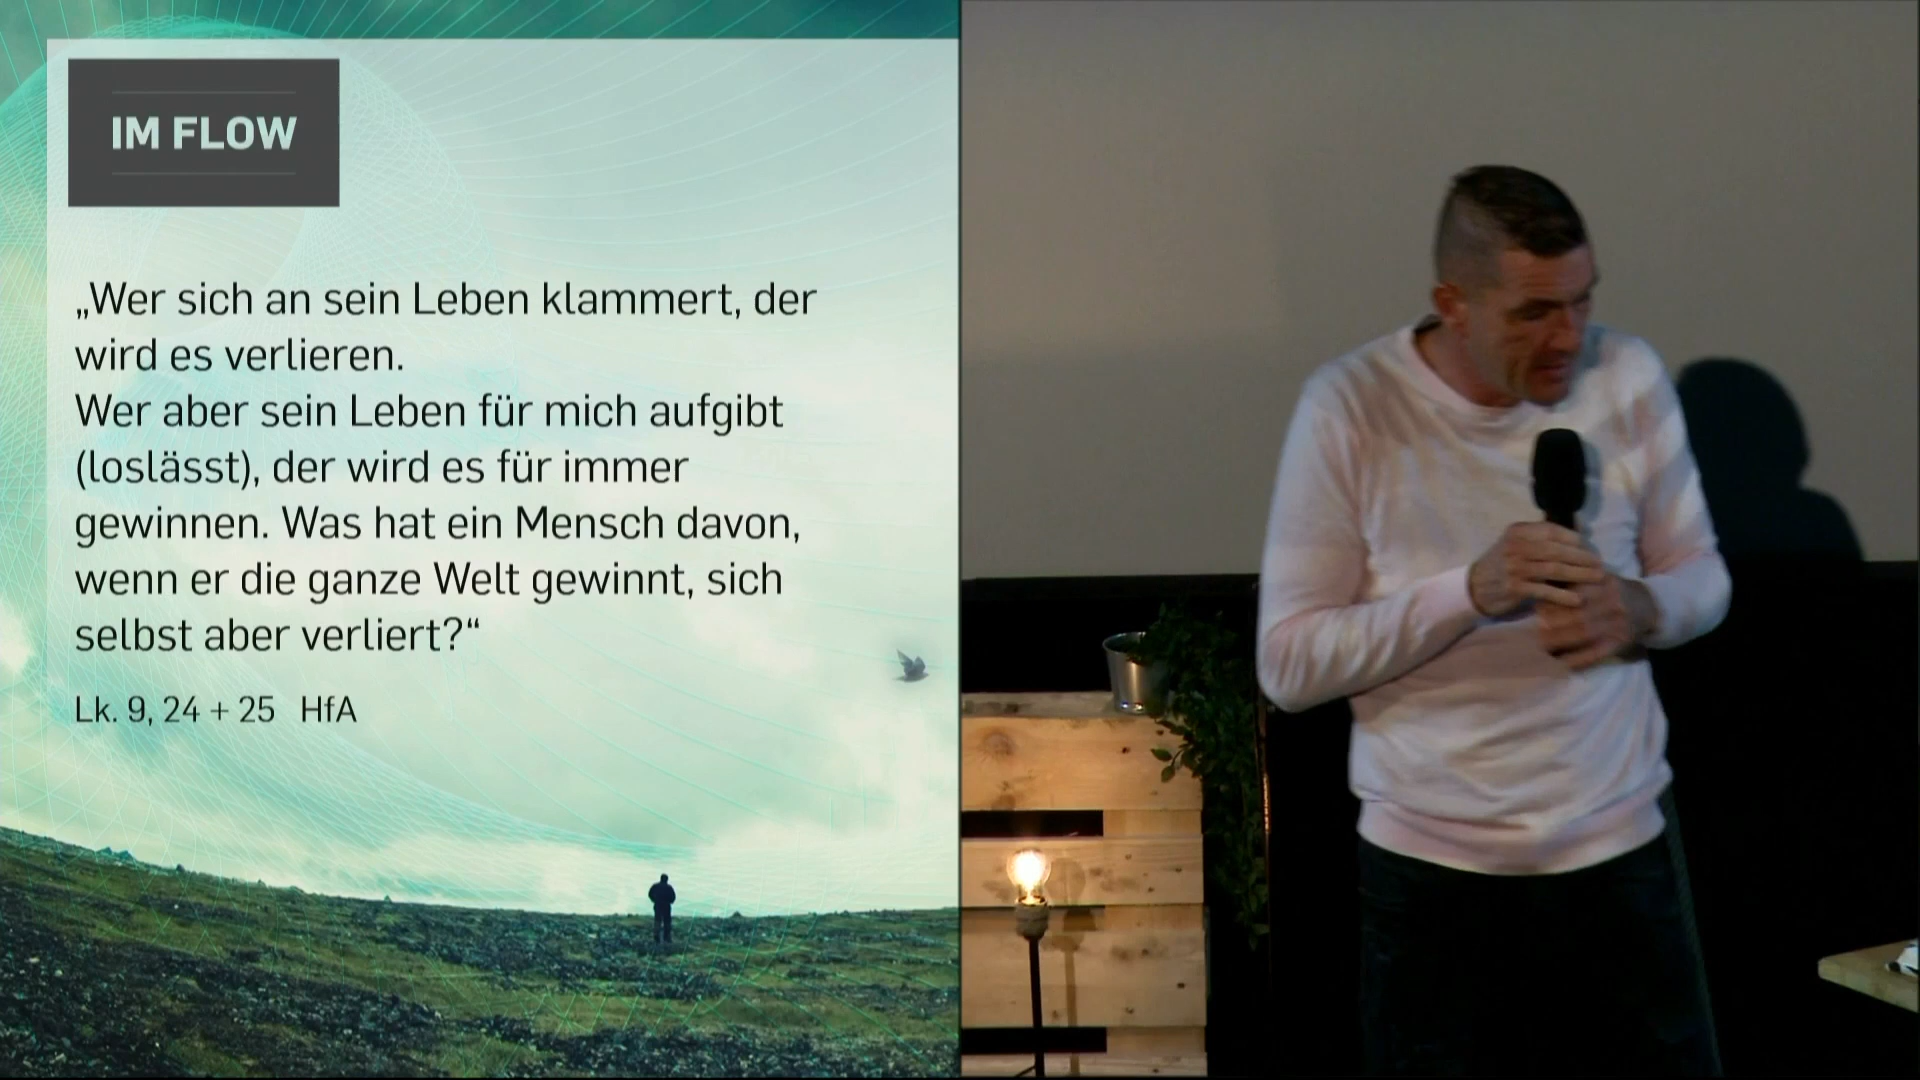 IM FLOW
„Wer sich an sein Leben klammert, der
wird es verlieren.
Wer aber sein Leben für mich aufgibt
(loslässt), der wird es für immer
gewinnen. Was hat ein Mensch davon,
wenn er die ganze Welt gewinnt, sich
selbst aber verliert?“
Lk. 9, 24 + 25 HfA